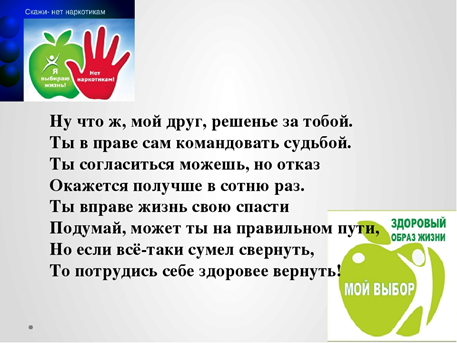 Скажи- нет наркотикам
Я
выбираю
жизнь!
Нет
наркотикам!
Ну что ж, мой друг, решенье за тобой.
Ты в праве сам командовать судьбой.
Ты согласиться можешь, но отказ
Окажется получше в сотню раз.
Ты вправе жизнь свою спасти
Подумай, может ты на правильном пути,
Но если всё-таки сумел свернуть,
То потрудись себе здоровее вернуть!
ЗДОРОВЫЙ
ОБРАЗ ЖИЗНИ
МОЙ ВЫБОР